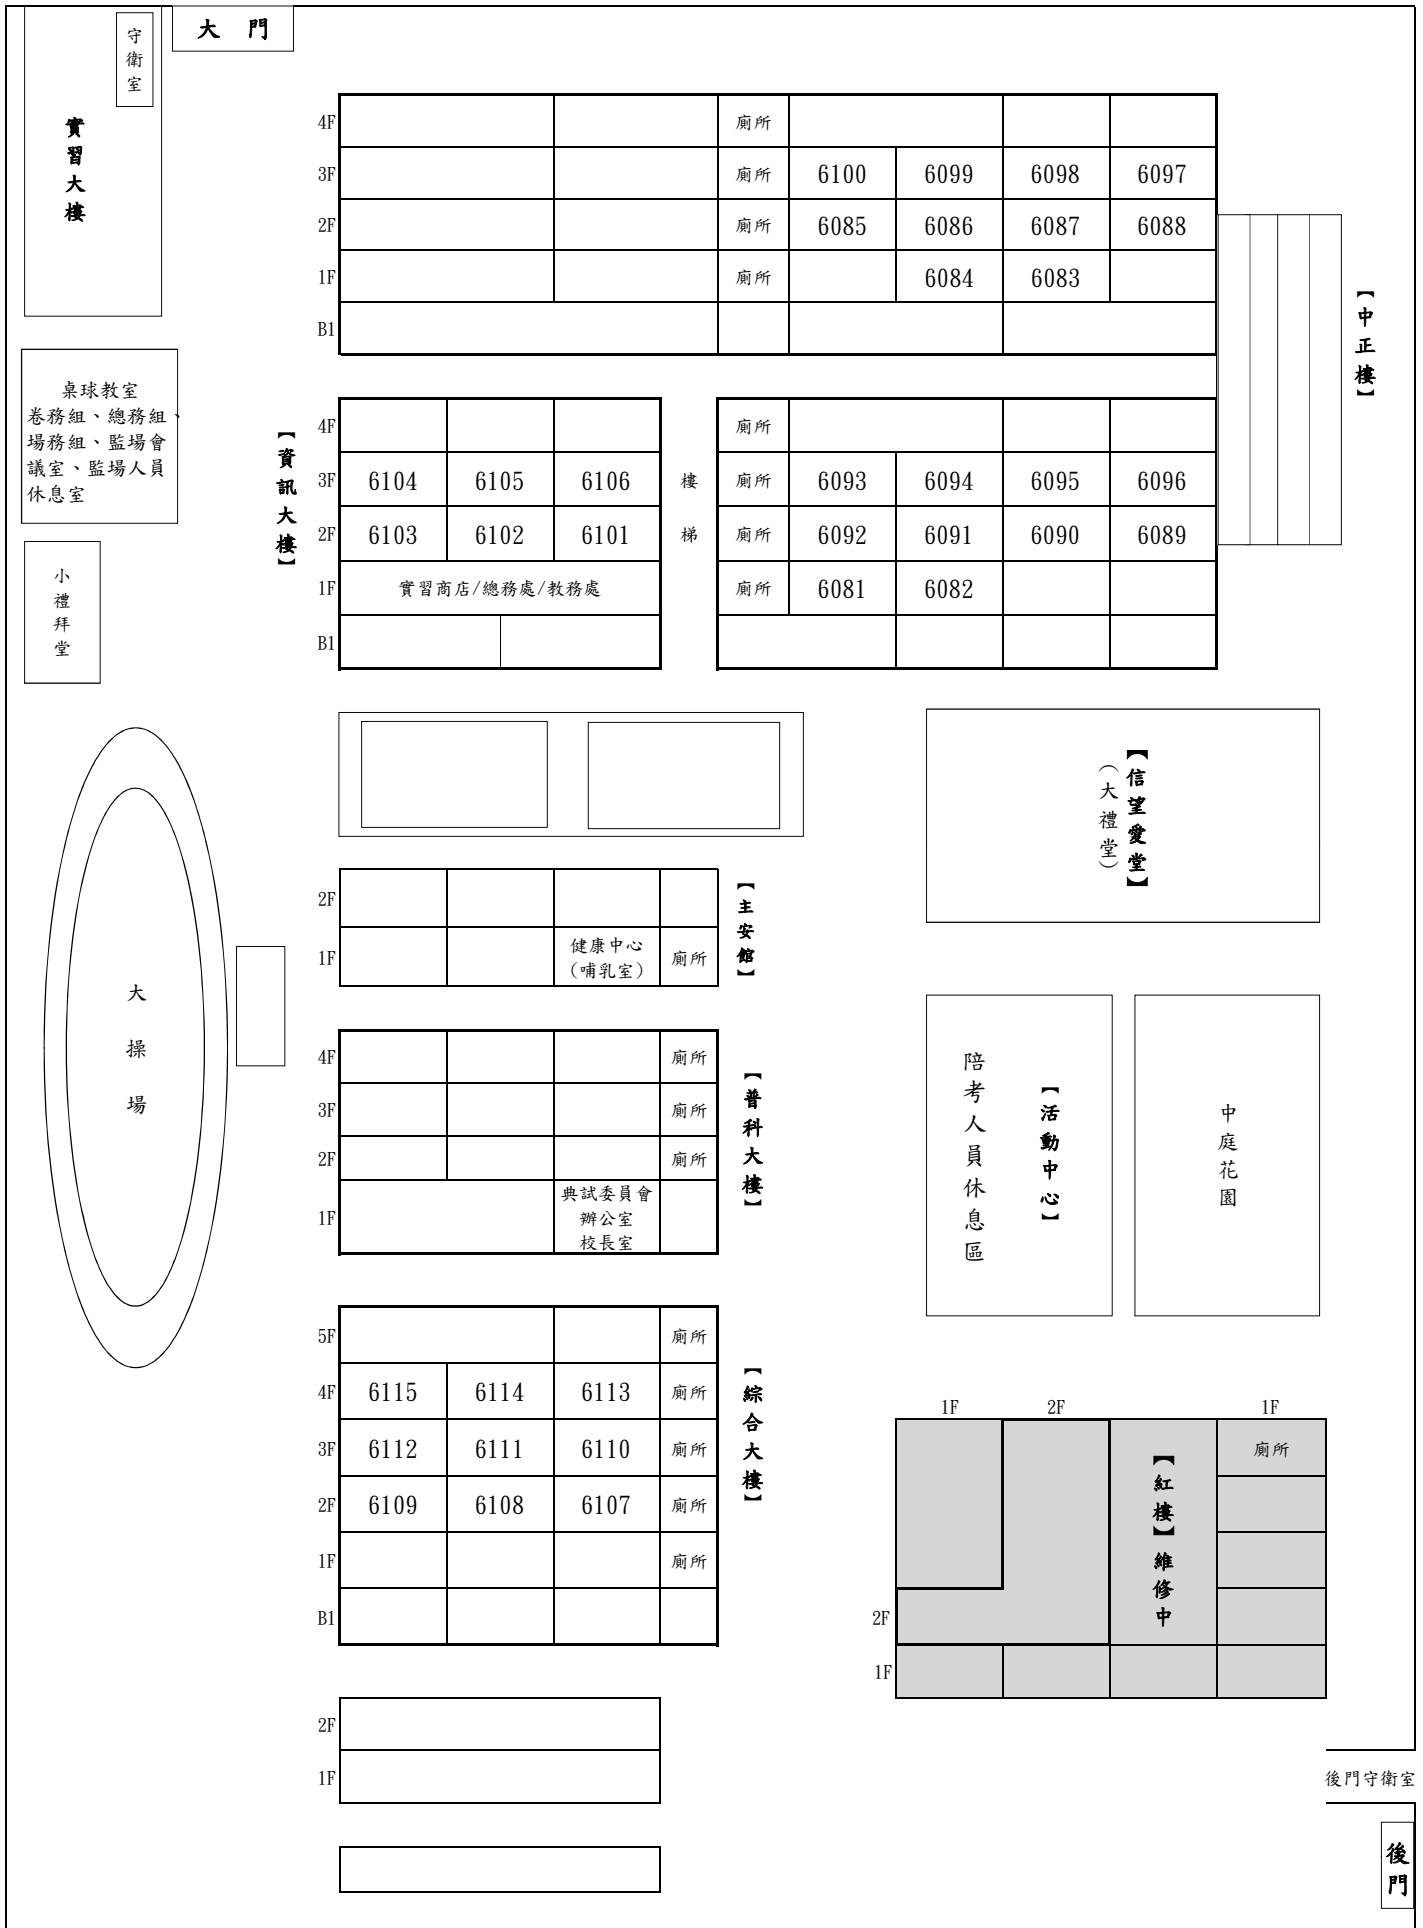 大 門
守衛室
實習大樓
4F 廁所
3F 廁所 6100 6099 6098 6097
2F 廁所 6085 6086 6087 6088
1F 廁所 6084 6083
B1
【中正樓】
桌球教室
卷務組、總務組、
場務組、監場會
議室、監場人員
休息室
【資訊大樓】
4F 廁所
3F 6104 6105 6106 樓 廁所 6093 6094 6095 6096
2F 6103 6102 6101 梯 廁所 6092 6091 6090 6089
1F 實習商店/總務處/教務處 廁所 6081 6082
B1
小禮拜堂
【信望愛堂】
（大禮堂）
2F
1F 健康中心
（哺乳室） 廁所
【主安館】
大操場
4F 廁所
3F 廁所
2F 廁所
1F 典試委員會
辦公室
校長室
【普科大樓】
陪考人員休息區
【活動中心】
中庭花園
5F 廁所
4F 6115 6114 6113 廁所
3F 6112 6111 6110 廁所
2F 6109 6108 6107 廁所
1F 廁所
B1
【綜合大樓】
1F 2F 1F
廁所
【紅樓】維修中
2F
1F
2F
1F
後門守衛室
後門